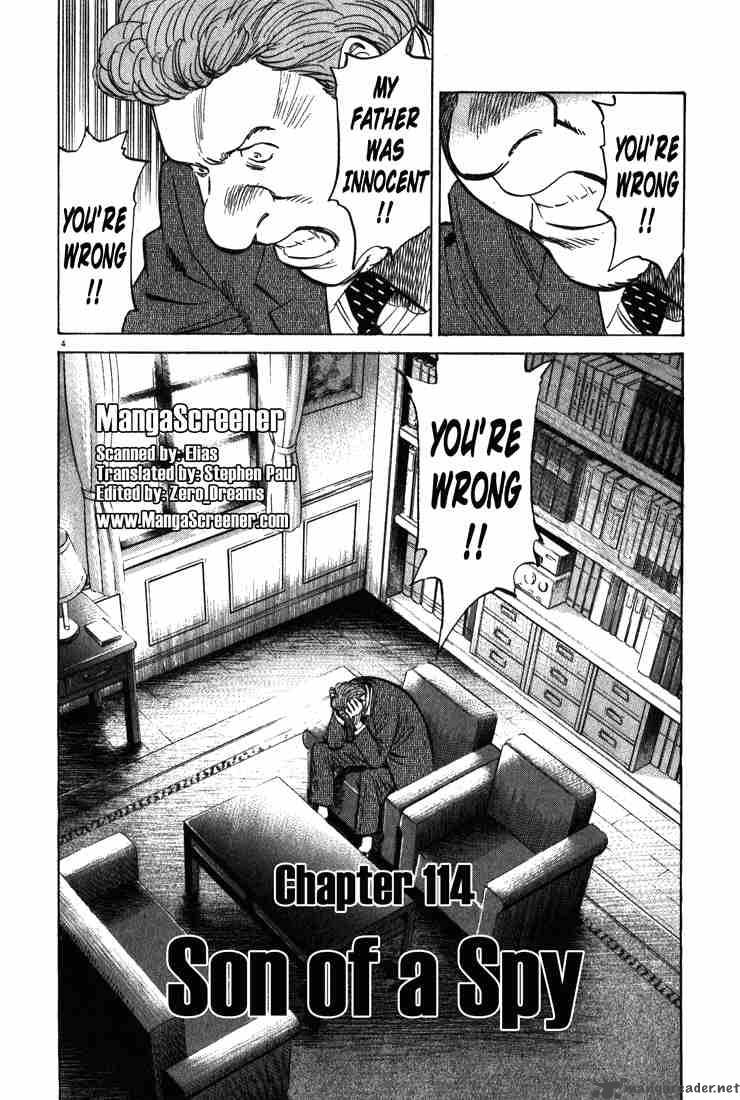 YOU'RE
WRONG
!!
MY
FATHER
WAS
INNOCENT
!!
YOU'RE
WRONG
!!
4
MangaScreener
Scanned by: Elias
Translated by: Stephen Paul
Edited by: Zero_Dreams
www.MangaScreener.com
YOU'RE
WRONG
!!
Chapter 114
Son of a Spy
mangareader.net